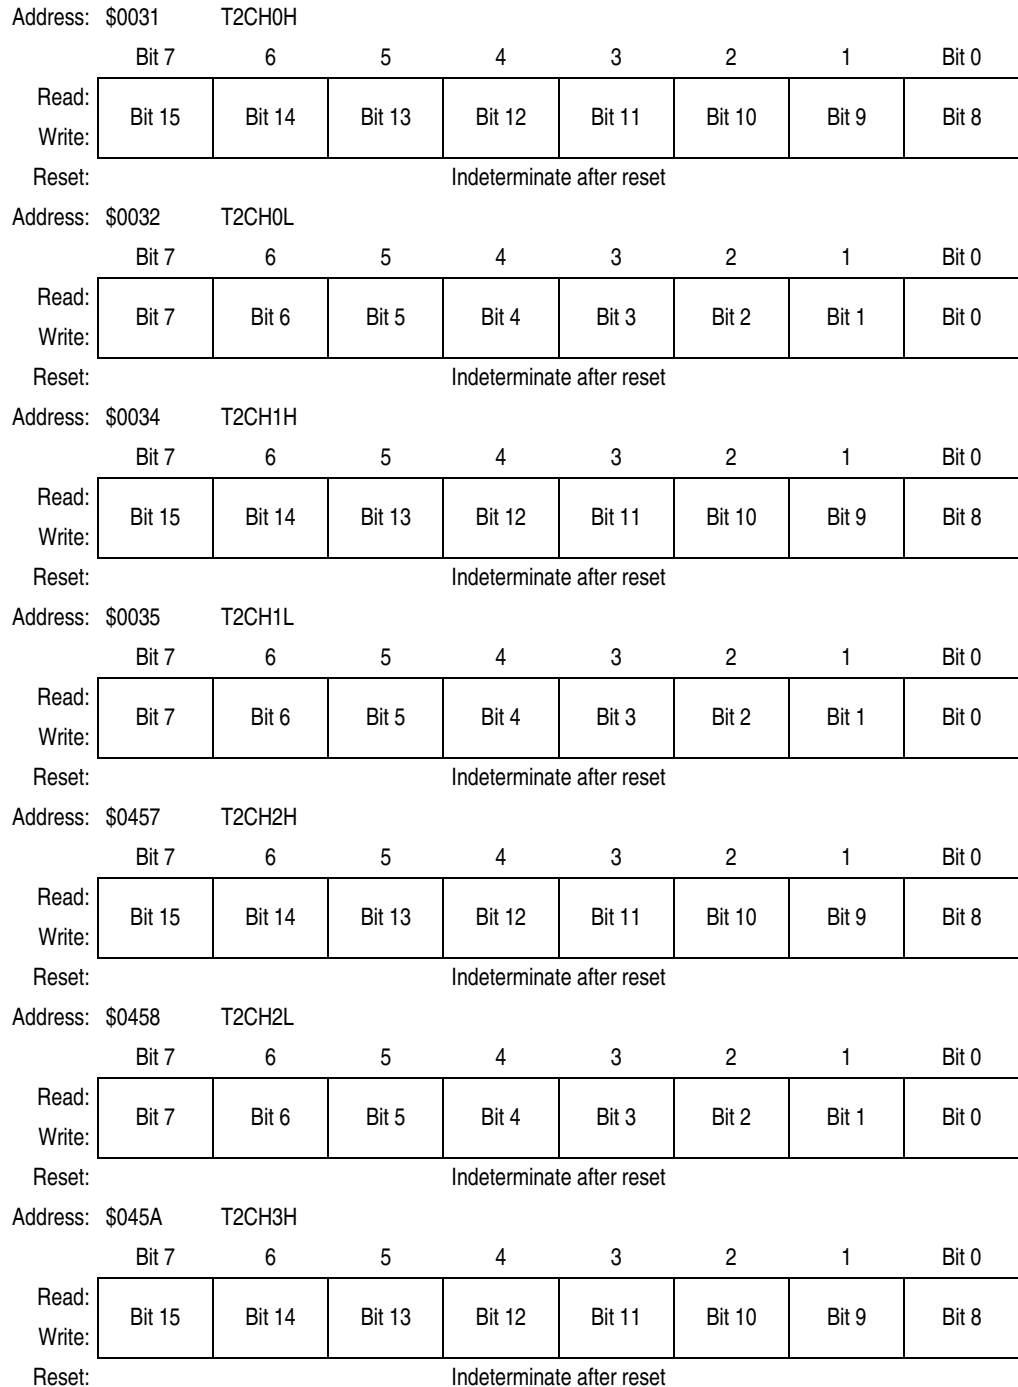 Address: $0031 T2CH0H
Bit 7 6 5 4 3 2 1 Bit 0
Read:
Bit 15 Bit 14 Bit 13 Bit 12 Bit 11 Bit 10 Bit 9 Bit 8
Write:
Reset: Indeterminate after reset
Address: $0032 T2CH0L
Bit 7 6 5 4 3 2 1 Bit 0
Read:
Bit 7 Bit 6 Bit 5 Bit 4 Bit 3 Bit 2 Bit 1 Bit 0
Write:
Reset: Indeterminate after reset
Address: $0034 T2CH1H
Bit 7 6 5 4 3 2 1 Bit 0
Read:
Bit 15 Bit 14 Bit 13 Bit 12 Bit 11 Bit 10 Bit 9 Bit 8
Write:
Reset: Indeterminate after reset
Address: $0035 T2CH1L
Bit 7 6 5 4 3 2 1 Bit 0
Read:
Bit 7 Bit 6 Bit 5 Bit 4 Bit 3 Bit 2 Bit 1 Bit 0
Write:
Reset: Indeterminate after reset
Address: $0457 T2CH2H
Bit 7 6 5 4 3 2 1 Bit 0
Read:
Bit 15 Bit 14 Bit 13 Bit 12 Bit 11 Bit 10 Bit 9 Bit 8
Write:
Reset: Indeterminate after reset
Address: $0458 T2CH2L
Bit 7 6 5 4 3 2 1 Bit 0
Read:
Bit 7 Bit 6 Bit 5 Bit 4 Bit 3 Bit 2 Bit 1 Bit 0
Write:
Reset: Indeterminate after reset
Address: $045A T2CH3H
Bit 7 6 5 4 3 2 1 Bit 0
Read:
Bit 15 Bit 14 Bit 13 Bit 12 Bit 11 Bit 10 Bit 9 Bit 8
Write:
Reset: Indeterminate after reset